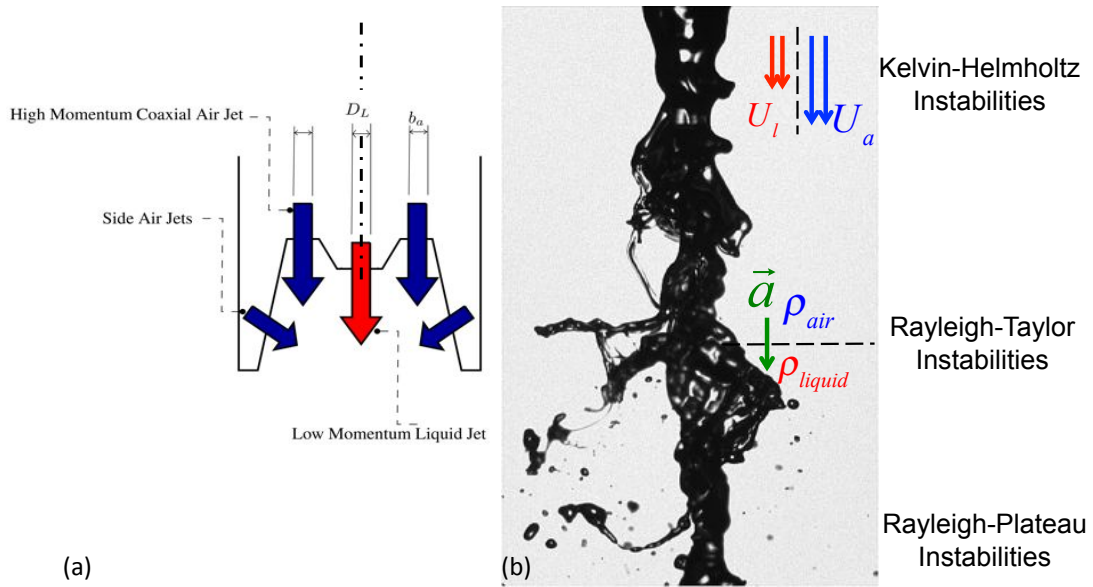 High Momentum Coaxial Air Jet
D_L
b_a
Side Air Jets
Low Momentum Liquid Jet
(a)
U_l
U_a
Kelvin-Helmholtz
Instabilities
a⃗
ρ_air
ρ_liquid
Rayleigh-Taylor
Instabilities
Rayleigh-Plateau
Instabilities
(b)